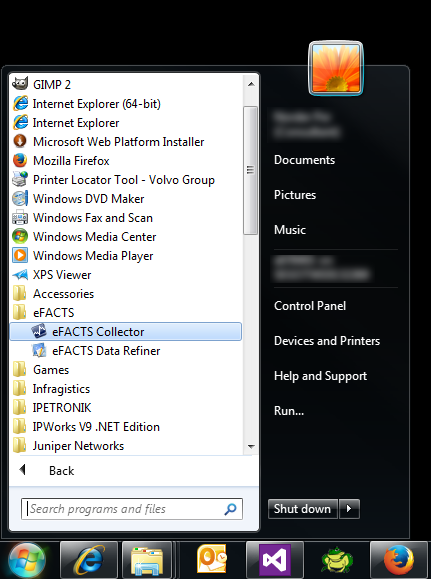 GIMP 2
Internet Explorer (64-bit)
Internet Explorer
Microsoft Web Platform Installer
Mozilla Firefox
Printer Locator Tool - Volvo Group
Windows DVD Maker
Windows Fax and Scan
Windows Media Center
Windows Media Player
XPS Viewer
Accessories
eFACTS
eFACTS Collector
eFACTS Data Refiner
Games
Infragistics
IPETRONIK
IPWorks V9 .NET Edition
Juniper Networks
Back
Search programs and files
Documents
Pictures
Music
Control Panel
Devices and Printers
Help and Support
Run...
Shut down